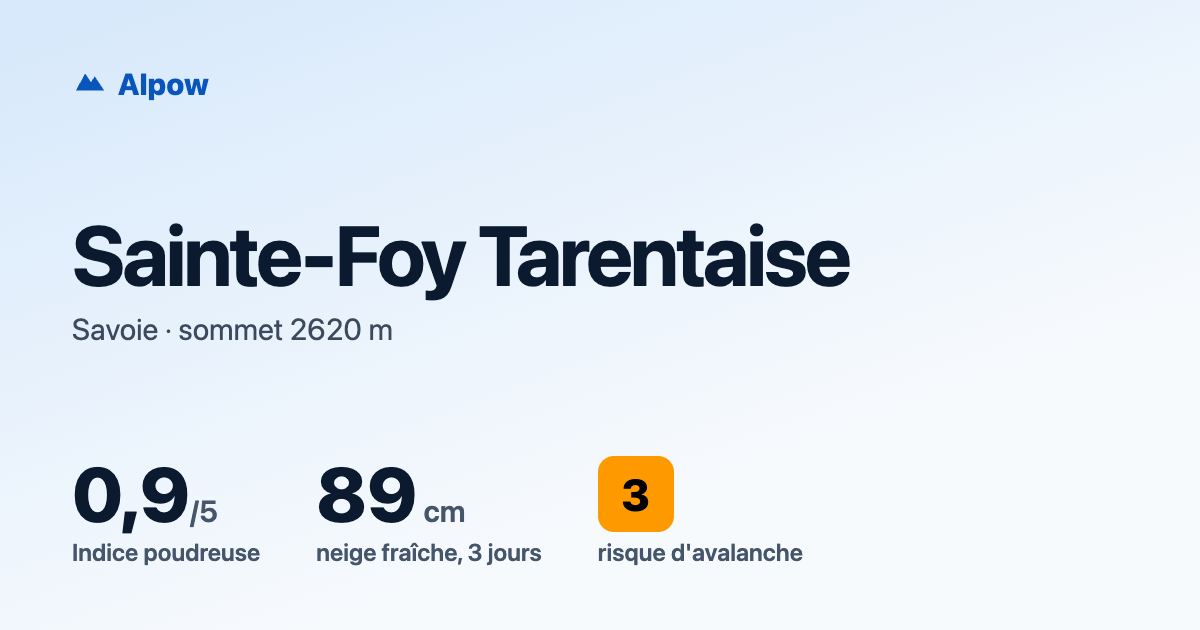 Alpow
Sainte-Foy Tarentaise
Savoie · sommet 2620 m
0,9/5 89 cm 3
Indice poudreuse neige fraîche, 3 jours risque d'avalanche